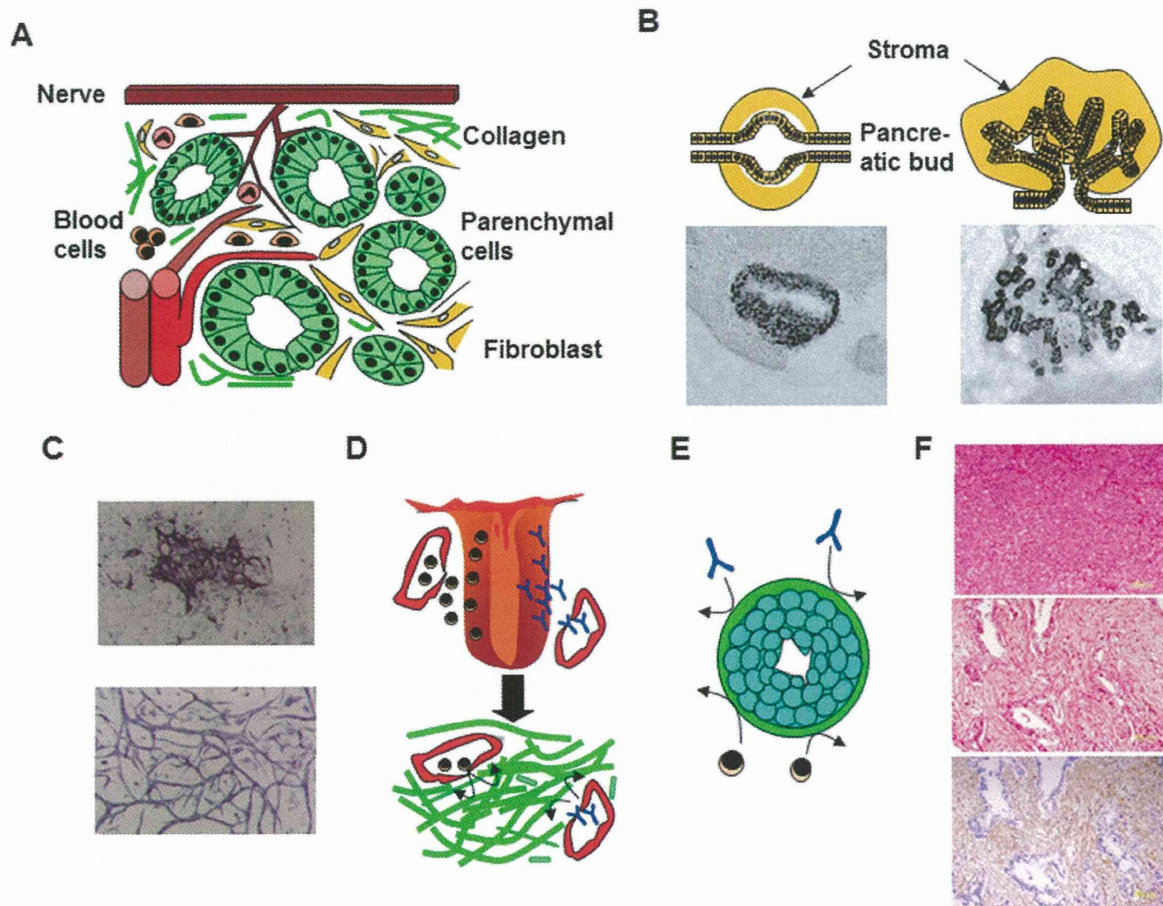 A
Nerve
Collagen
Blood
cells
Parenchymal
cells
Fibroblast
B
Stroma
Pancre-
atic bud
C
D
E
F